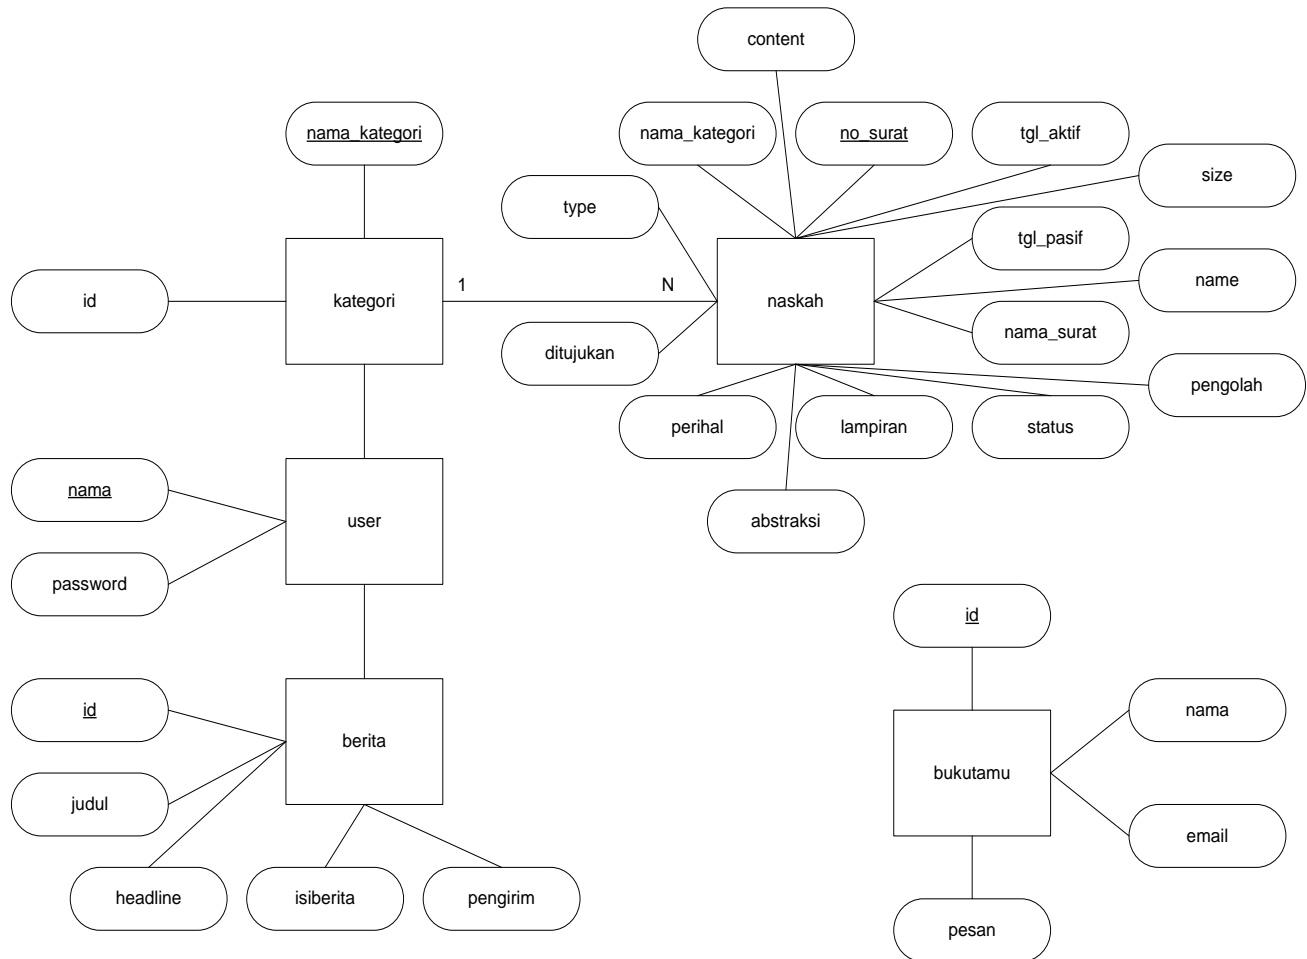 content
nama_kategori
nama_kategori
no_surat
tgl_aktif
size
type
tgl_pasif
id
kategori
1
N
naskah
name
nama_surat
ditujukan
pengolah
perihal
lampiran
status
nama
user
abstraksi
password
id
id
nama
berita
bukutamu
judul
email
headline
isiberita
pengirim
pesan